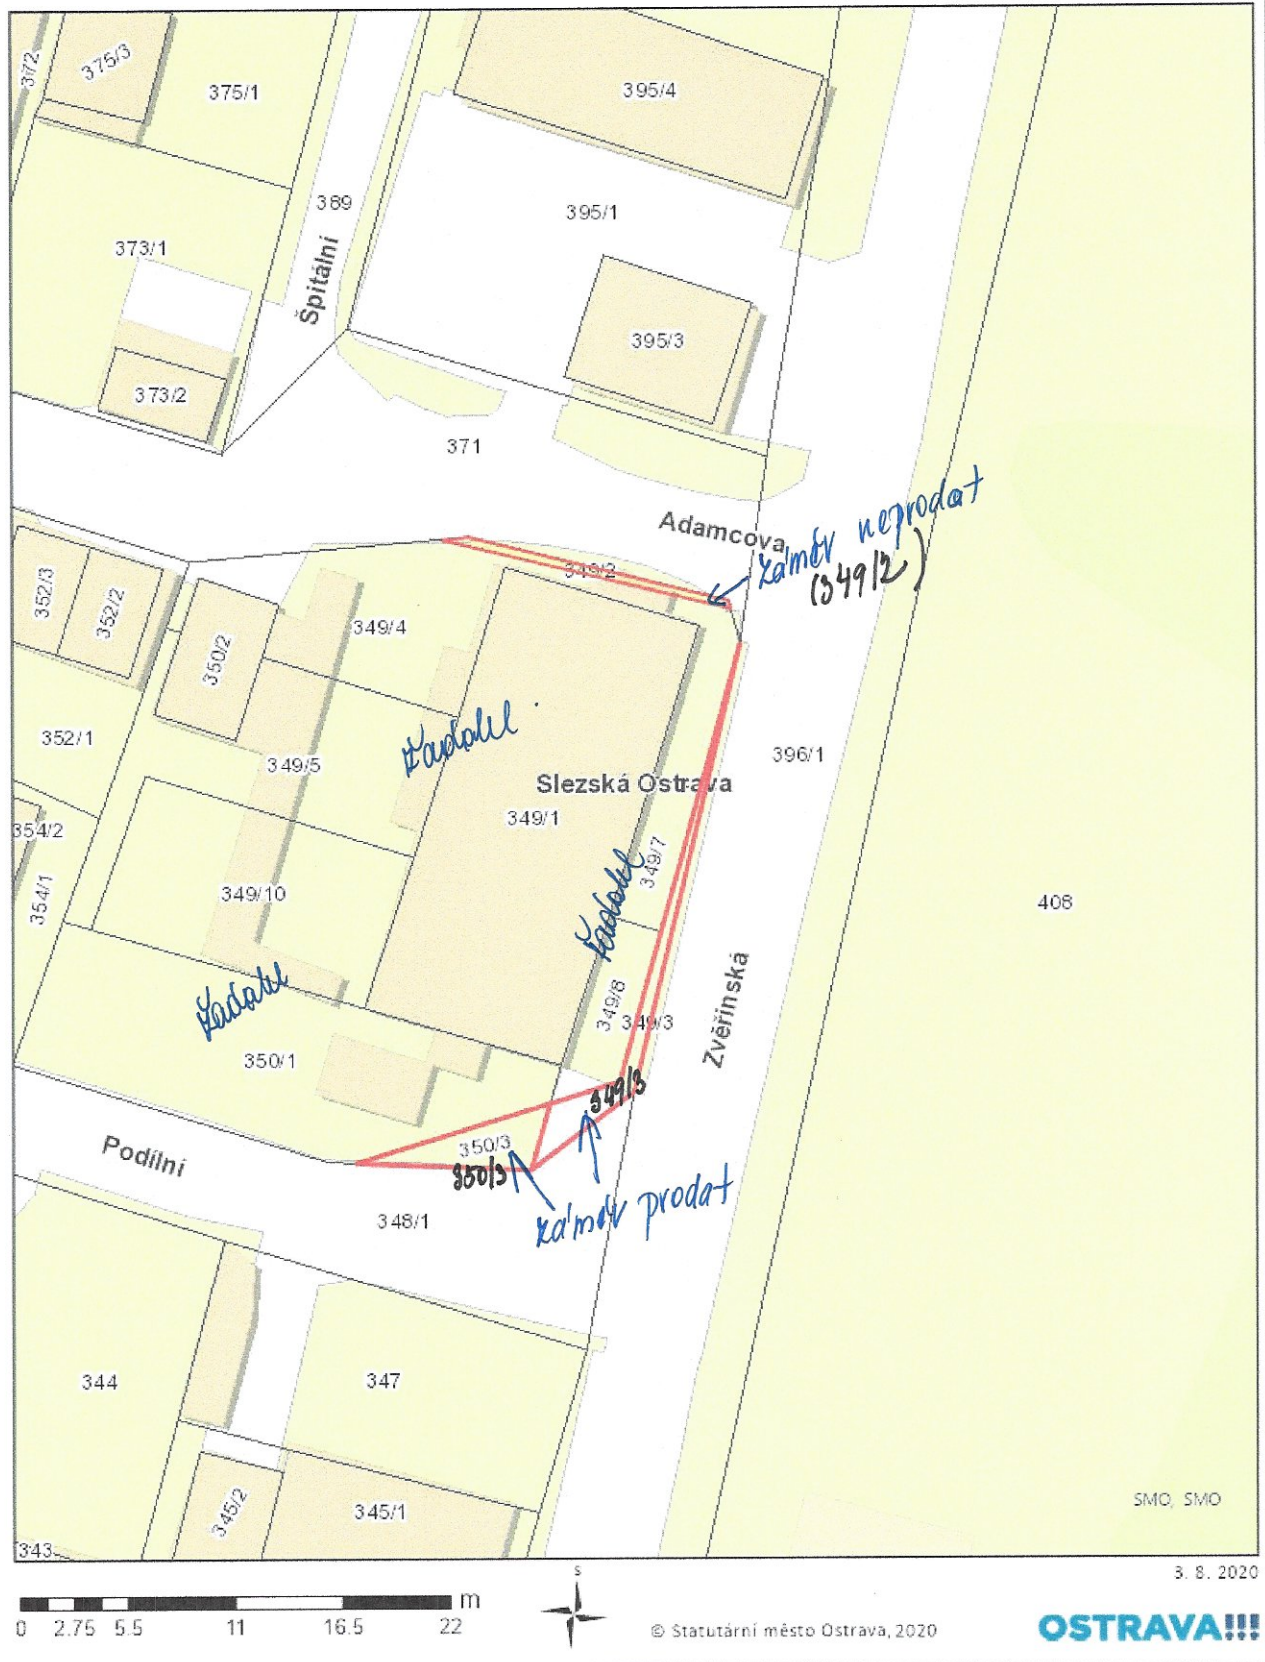 372
375/3
375/1
395/4
389
395/1
373/1
Špitální
395/3
373/2
371
Adamcova
záměr neprodat
(349/2)
349/2
352/3
352/2
350/2
349/4
352/1
žadatel
349/5
Slezská Ostrava
396/1
349/1
354/2
349/7
354/1
349/10
žadatel
408
žadatel
349/8
349/3
Zvěřinská
350/1
349/3
Podílní
350/3
350/3
záměr prodat
348/1
344
347
345/2
345/1
SMO, SMO
343
3. 8. 2020
S
m
0 2.75 5.5 11 16.5 22
© Statutární město Ostrava, 2020
OSTRAVA!!!